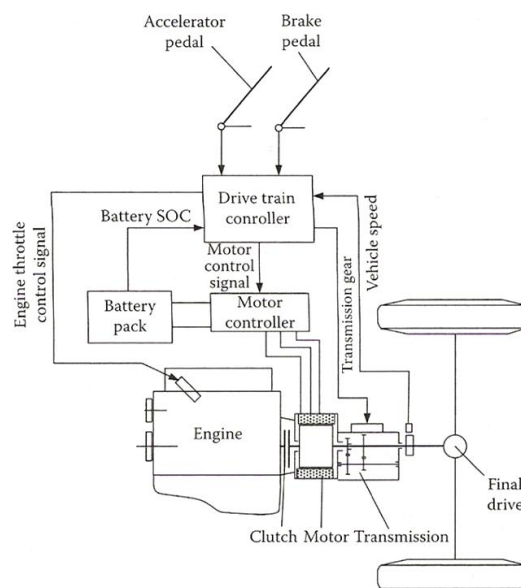 Accelerator
pedal
Brake
pedal
Drive train
conroller
Battery SOC
Engine throttle
control signal
Motor
control
signal
Transmission gear
Vehicle speed
Battery
pack
Motor
controller
Engine
Final
drive
Clutch Motor Transmission